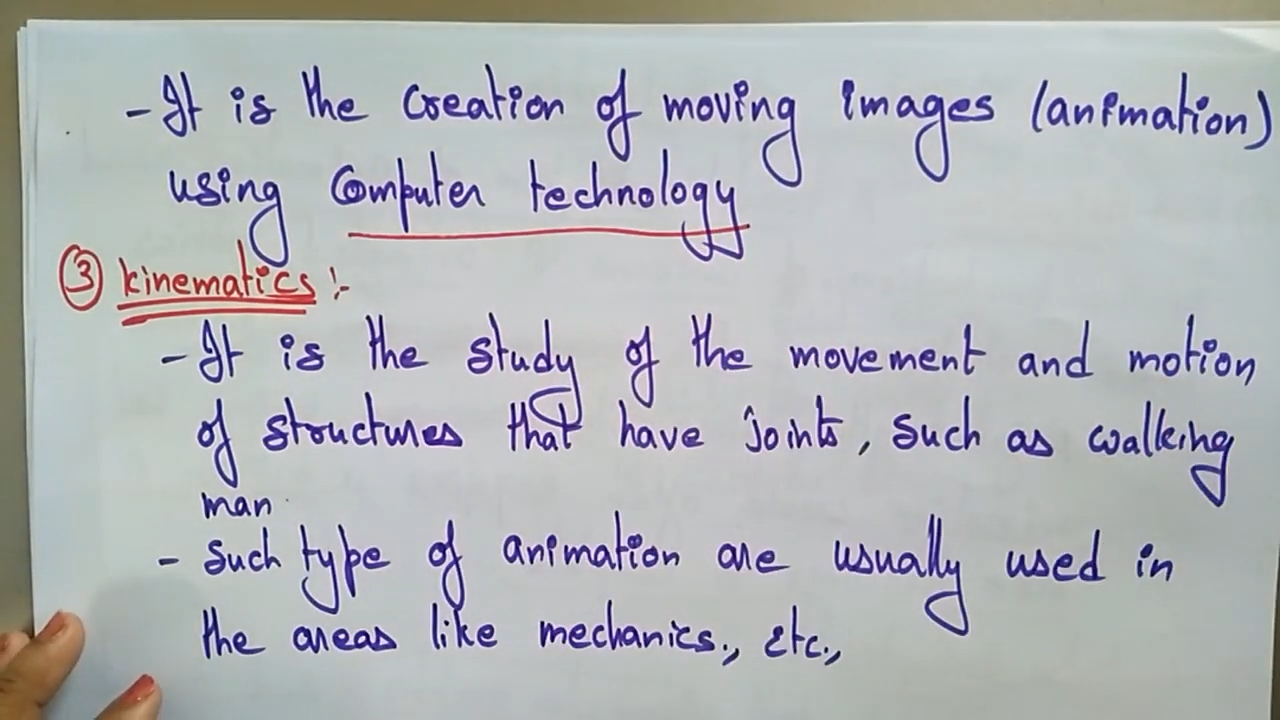 - It is the creation of moving images (animation)
using Computer technology
③ kinematics :-
- It is the study of the movement and motion
of structures that have joints, such as walking
man.
- Such type of animation are usually used in
the areas like mechanics., etc.,